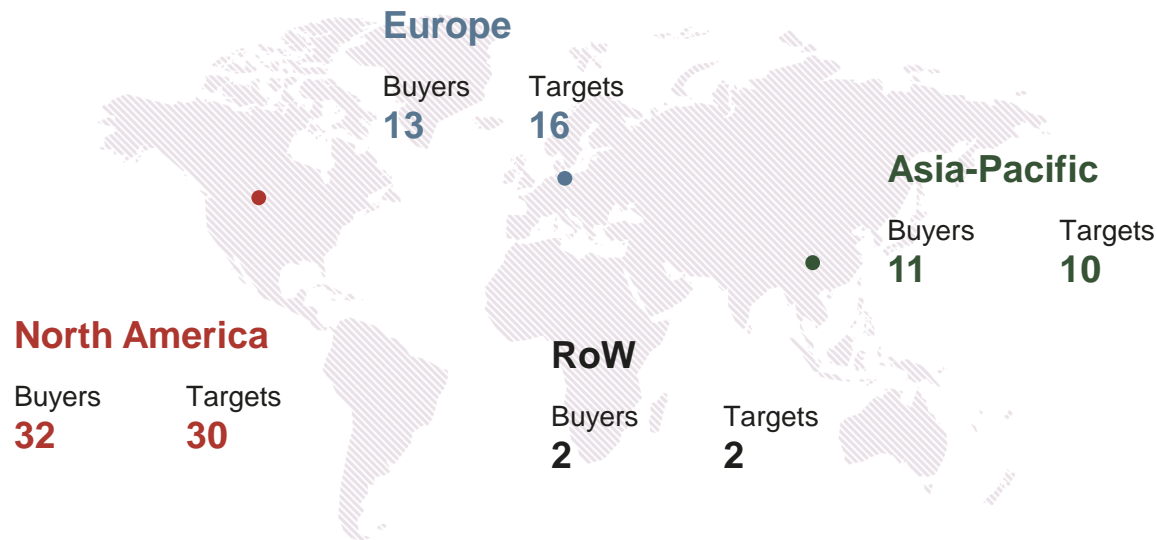 Europe
Buyers Targets
13 16
Asia-Pacific
Buyers Targets
11 10
North America
Buyers Targets
32 30
RoW
Buyers Targets
2 2